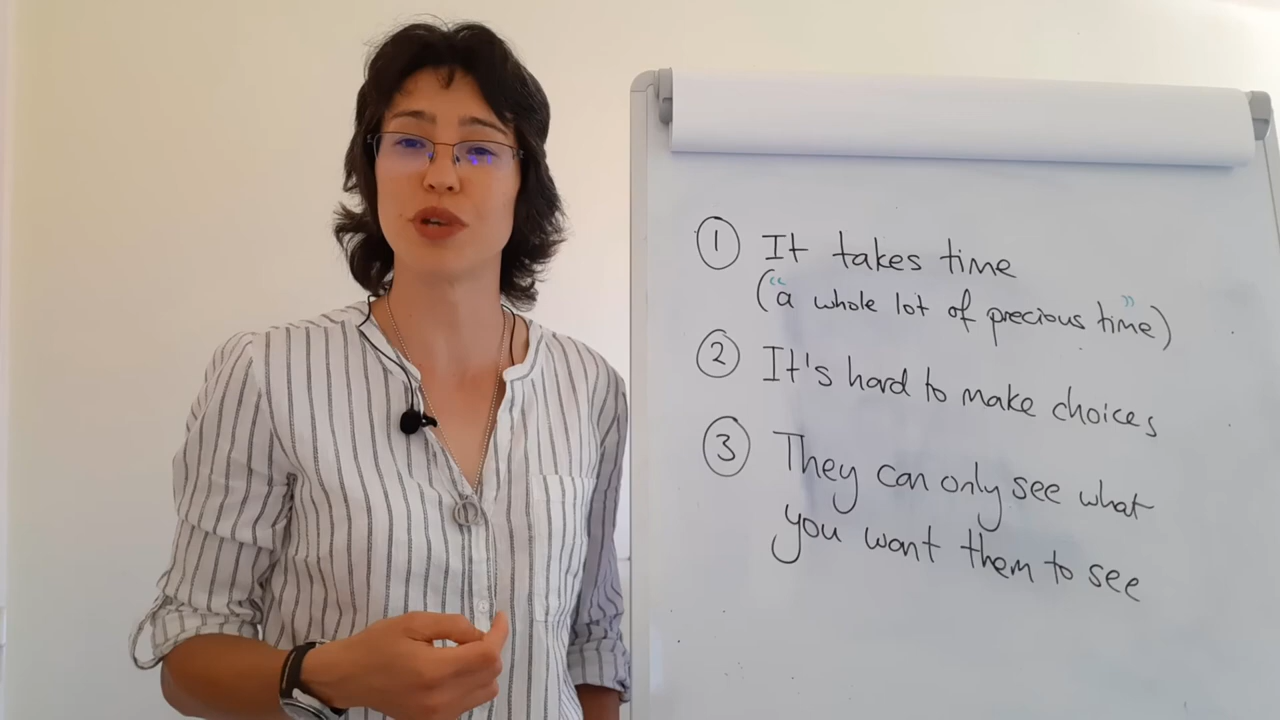 ① It takes time
(“a whole lot of precious time”)
② It's hard to make choices
③ They can only see what
you want them to see